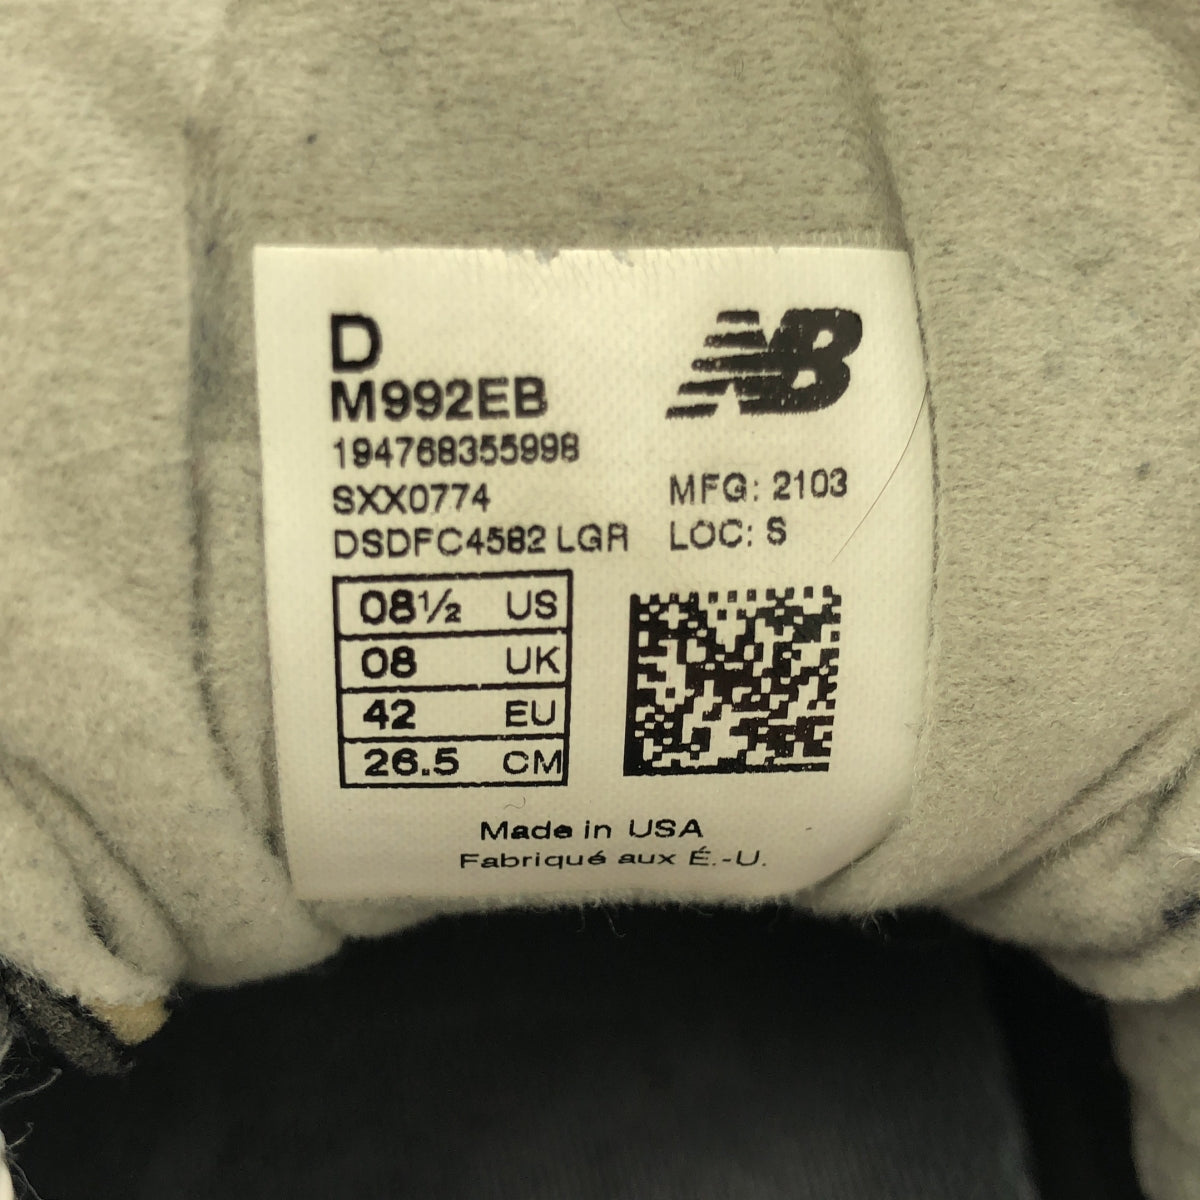 D
NB
M992EB
194768355998
SXX0774
MFG: 2103
DSDFC4582 LGR
LOC: S
08½ US
08 UK
42 EU
26.5 CM
Made in USA
Fabriqué aux É.-U.